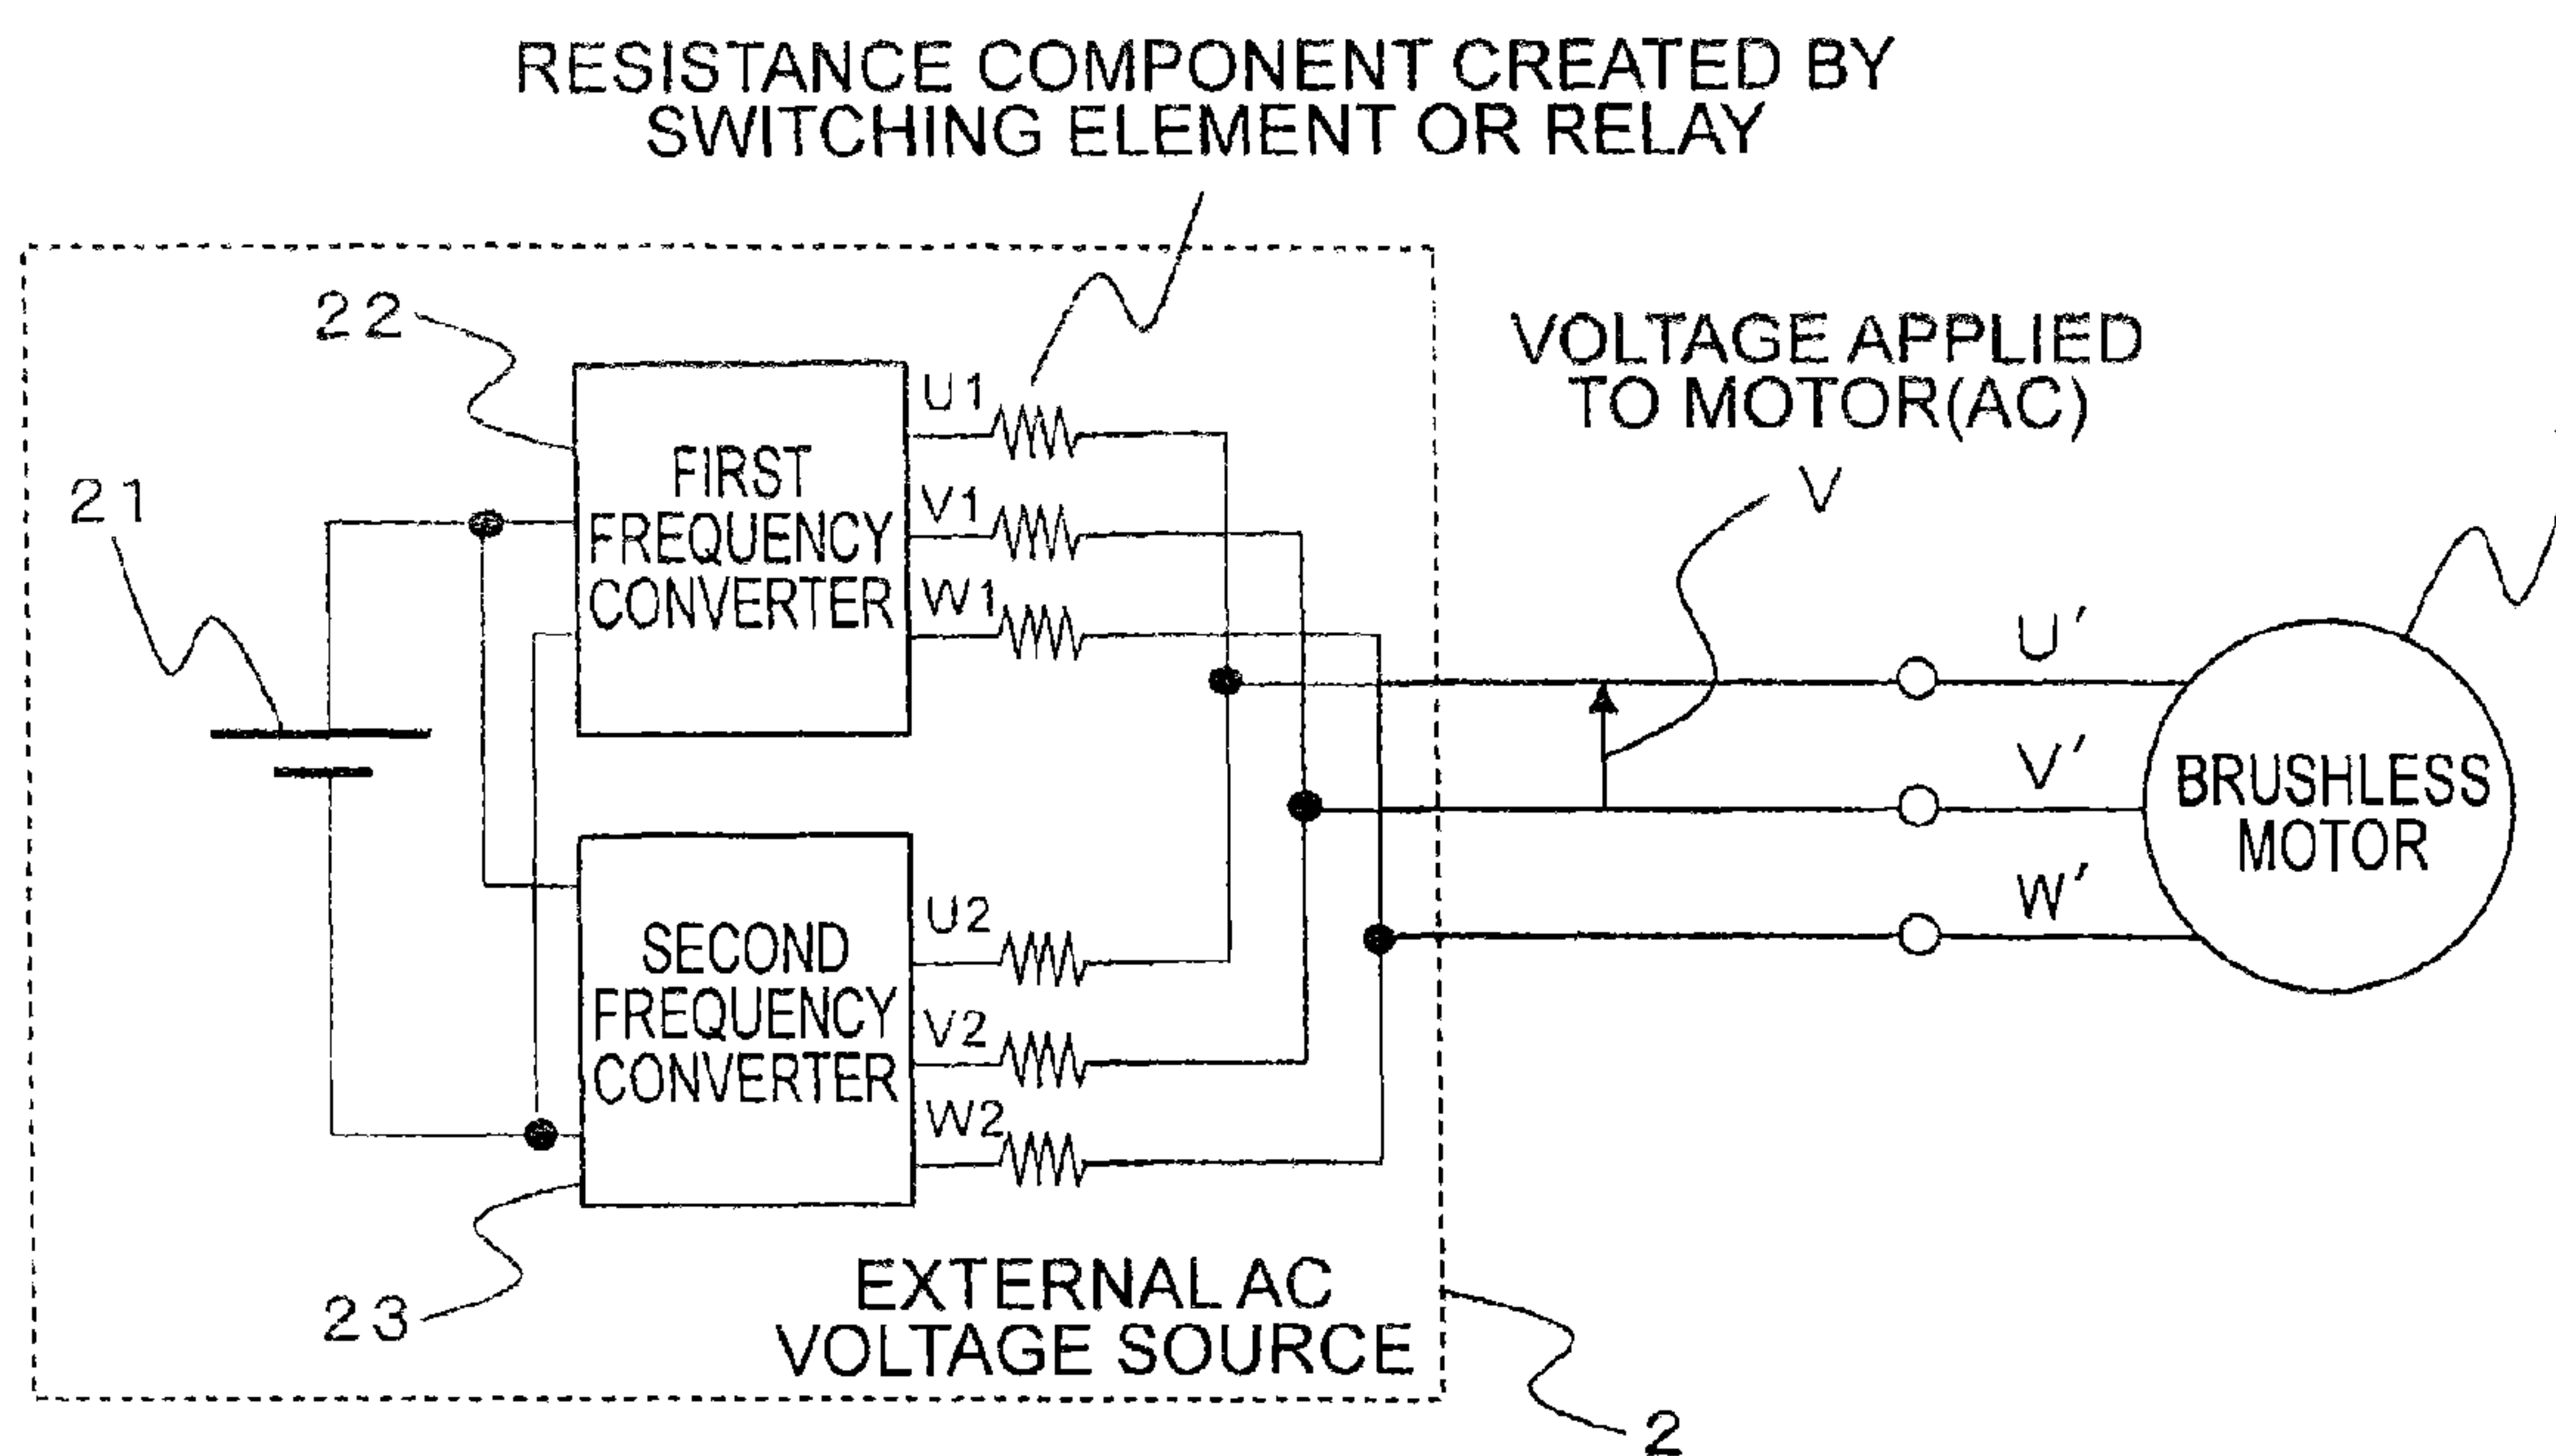 RESISTANCE COMPONENT CREATED BY
SWITCHING ELEMENT OR RELAY
22
21
FIRST
FREQUENCY
CONVERTER
U1
V1
W1
VOLTAGE APPLIED
TO MOTOR(AC)
V
U'
V'
W'
BRUSHLESS
MOTOR
SECOND
FREQUENCY
CONVERTER
U2
V2
W2
23
EXTERNAL AC
VOLTAGE SOURCE
2